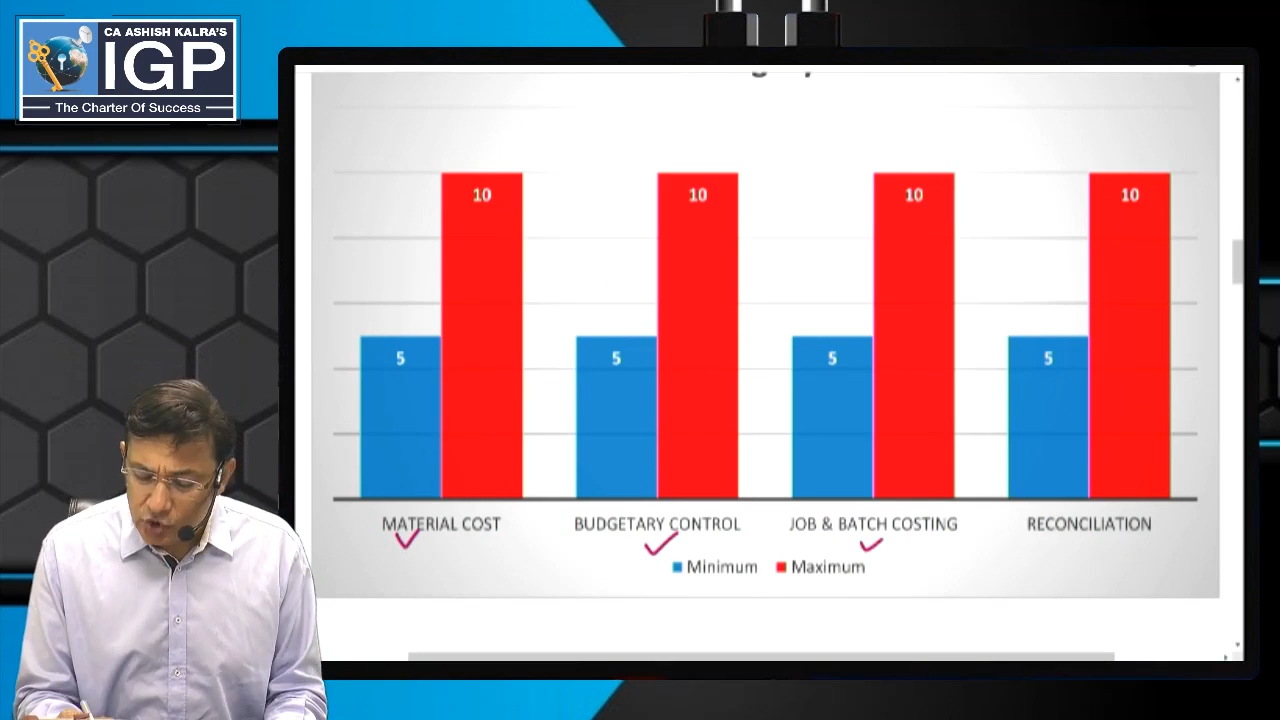 CA ASHISH KALRA'S
IGP
The Charter Of Success
10 10 10 10
5 5 5 5
MATERIAL COST BUDGETARY CONTROL JOB & BATCH COSTING RECONCILIATION
Minimum Maximum